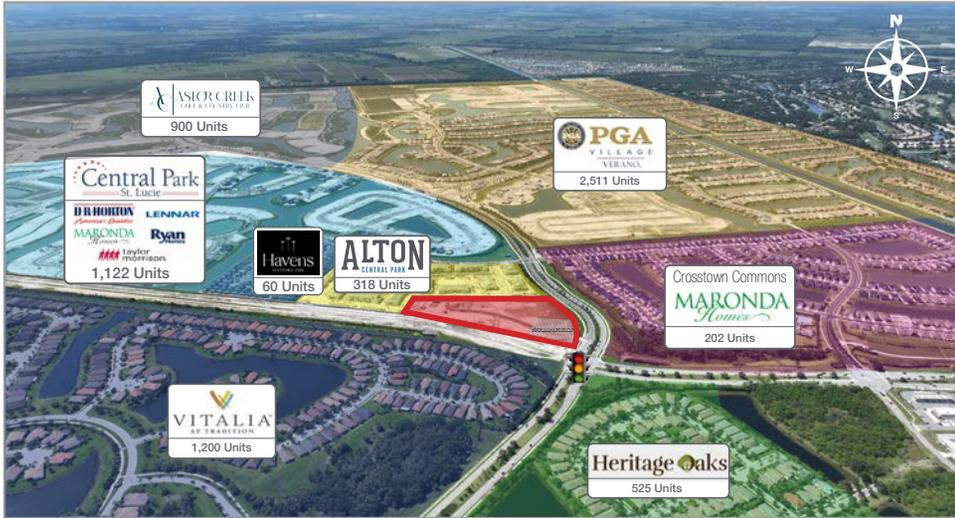 N
W
E
S
AC
ASTOR CREEK
GOLF & COUNTRY CLUB
900 Units
PGA
VILLAGE
VERANO.
2,511 Units
Central Park
St. Lucie
D·R·HORTON
America's Builder
LENNAR
MARONDA
Homes
Ryan
Homes
taylor
morrison.
1,122 Units
Havens
60 Units
ALTON
CENTRAL PARK
318 Units
Crosstown Commons
MARONDA
Homes
202 Units
VITALIA™
AT TRADITION
1,200 Units
Heritage Oaks
525 Units